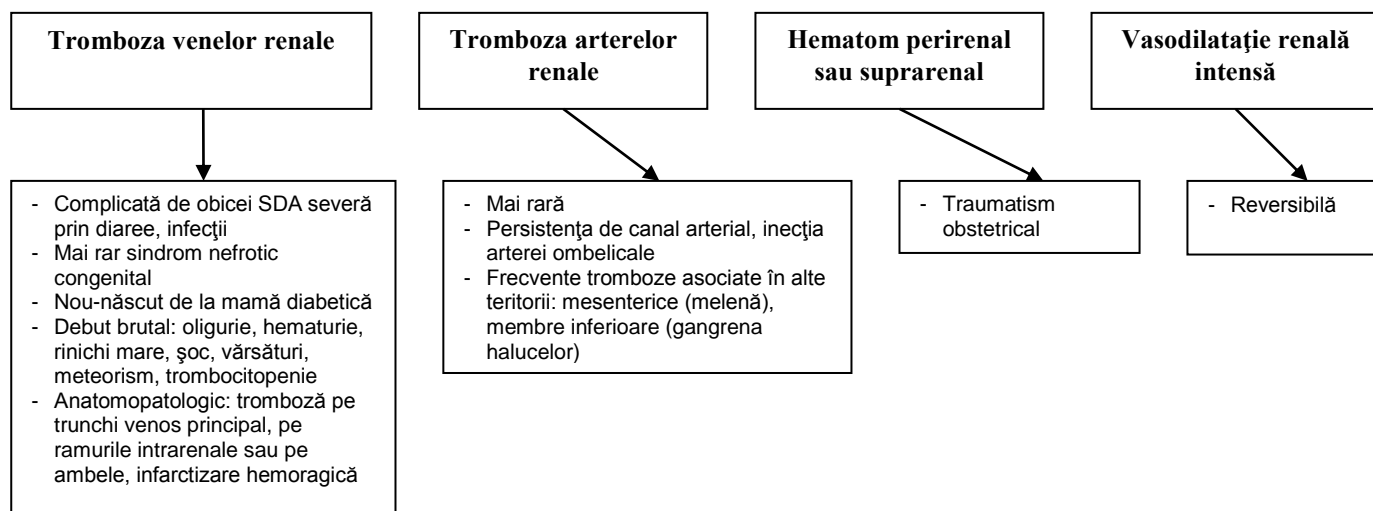 Tromboza venelor renale
Tromboza arterelor
renale
Hematom perirenal
sau suprarenal
Vasodilataţie renală
intensă
- Complicată de obicei SDA severă
prin diaree, infecţii
- Mai rar sindrom nefrotic
congenital
- Nou-născut de la mamă diabetică
- Debut brutal: oligurie, hematurie,
rinichi mare, şoc, vărsături,
meteorism, trombocitopenie
- Anatomopatologic: tromboză pe
trunchi venos principal, pe
ramurile intrarenale sau pe
ambele, infarctizare hemoragică
- Mai rară
- Persistenţa de canal arterial, inecţia
arterei ombelicale
- Frecvente tromboze asociate în alte
teritorii: mesenterice (melenă),
membre inferioare (gangrena
halucelor)
- Traumatism
obstetrical
- Reversibilă